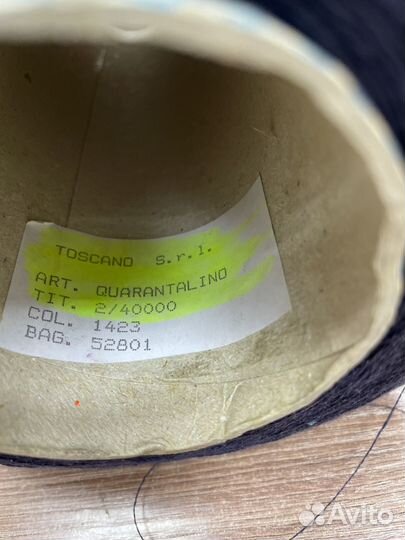 TOSCANO S.r.l.
ART. QUARANTALINO
TIT. 2/40000
COL. 1423
BAG. 52801
Avito